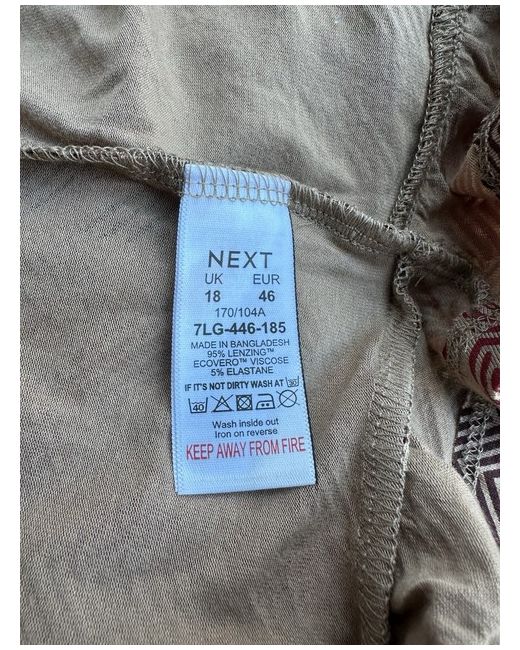 NEXT
UK EUR
18 46
170/104A
7LG-446-185
MADE IN BANGLADESH
95% LENZING™
ECOVERO™ VISCOSE
5% ELASTANE
IF IT'S NOT DIRTY WASH AT 30
40
Wash inside out
Iron on reverse
KEEP AWAY FROM FIRE